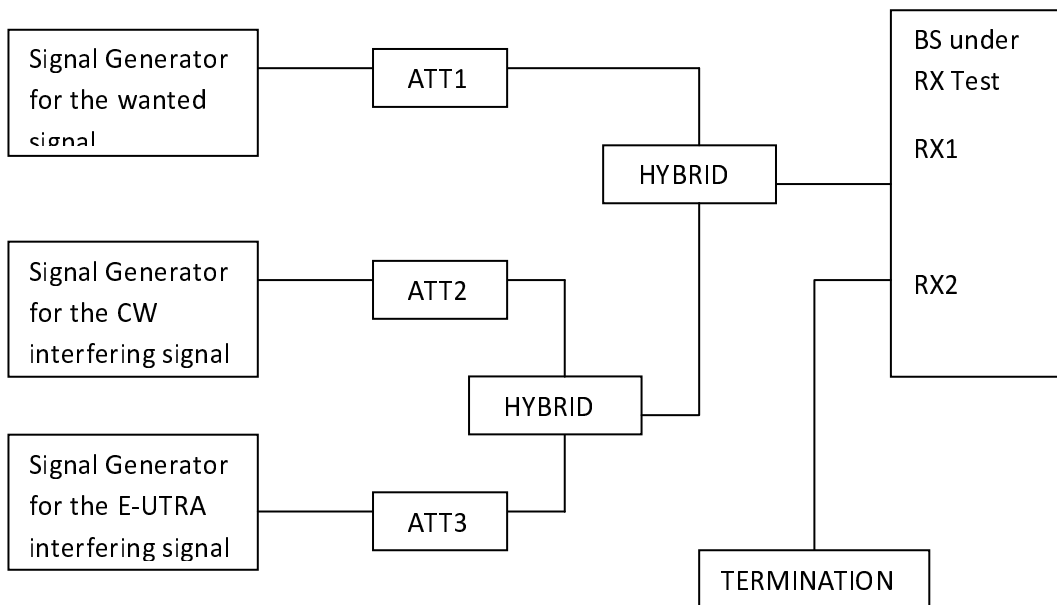 Signal Generator
for the wanted
signal
ATT1
HYBRID
BS under
RX Test
RX1
RX2
Signal Generator
for the CW
interfering signal
ATT2
HYBRID
Signal Generator
for the E-UTRA
interfering signal
ATT3
TERMINATION